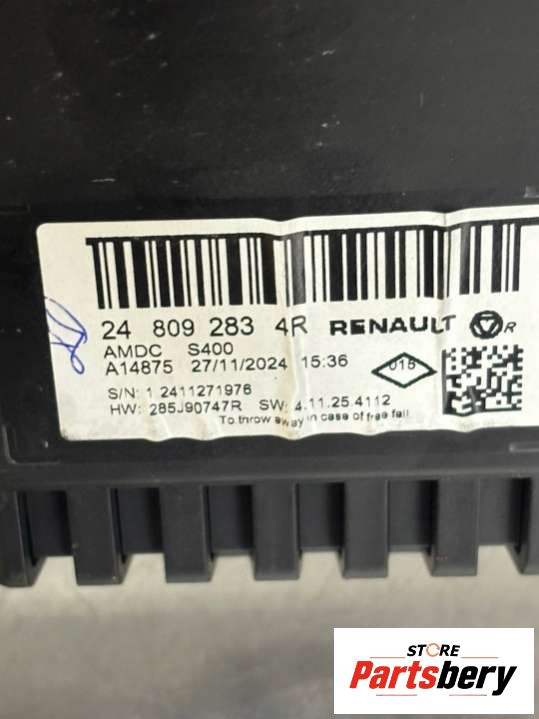 24 809 283 4R RENAULT R
AMDC S400
A14875 27/11/2024 15:36 015
S/N: 1 2411271976
HW: 285J90747R SW: 4.11.25.4112
To throw away in case of free fall
STORE
Partsbery